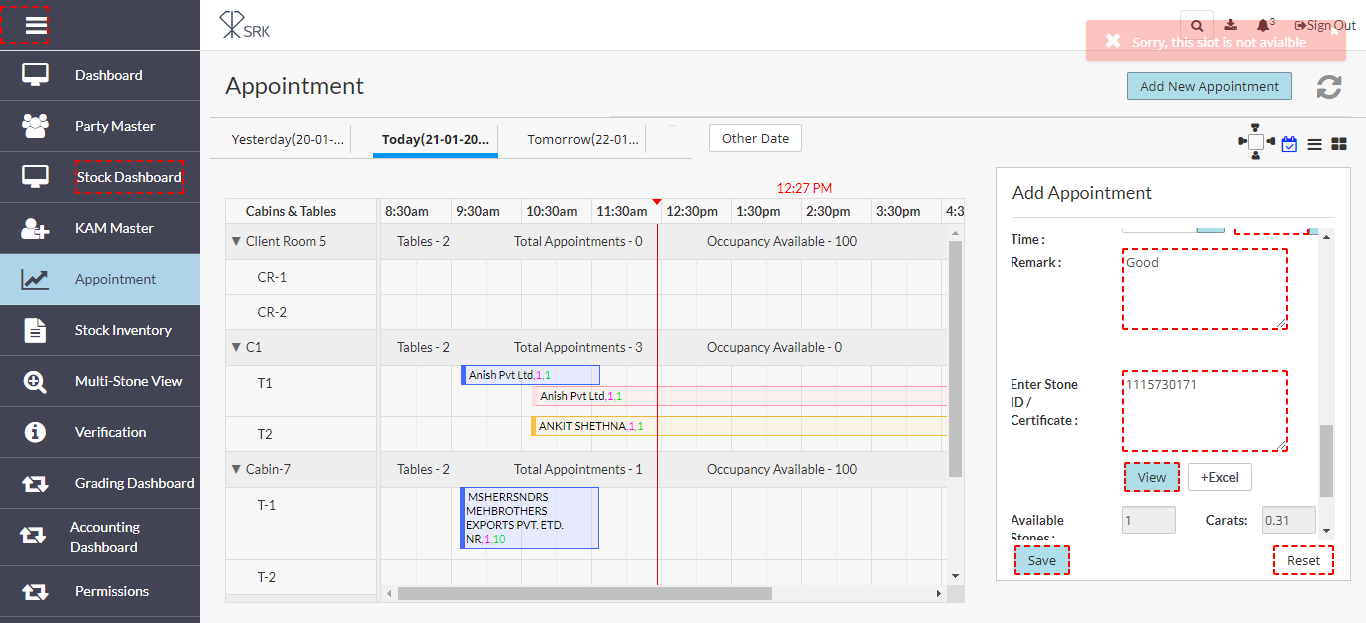 SRK
3
Sign Out
Sorry, this slot is not avialble
Dashboard
Party Master
Stock Dashboard
KAM Master
Appointment
Stock Inventory
Multi-Stone View
Verification
Grading Dashboard
Accounting
Dashboard
Permissions
Appointment
Add New Appointment
Yesterday(20-01-...
Today(21-01-20...
Tomorrow(22-01...
Other Date
12:27 PM
Cabins & Tables
8:30am 9:30am 10:30am 11:30am 12:30pm 1:30pm 2:30pm 3:30pm 4:3
Client Room 5 Tables - 2 Total Appointments - 0 Occupancy Available - 100
CR-1
CR-2
C1 Tables - 2 Total Appointments - 3 Occupancy Available - 0
T1
Anish Pvt Ltd,1,1
Anish Pvt Ltd,1,1
T2
ANKIT SHETHNA,1,1
Cabin-7 Tables - 2 Total Appointments - 1 Occupancy Available - 100
T-1
MSHERRSNDRS
MEHBROTHERS
EXPORTS PVT. ETD.
NR,1,10
T-2
Add Appointment
Time :
Remark :
Good
Enter Stone
ID /
Certificate :
1115730171
View
+Excel
Available
Stones :
1
Carats:
0.31
Save
Reset